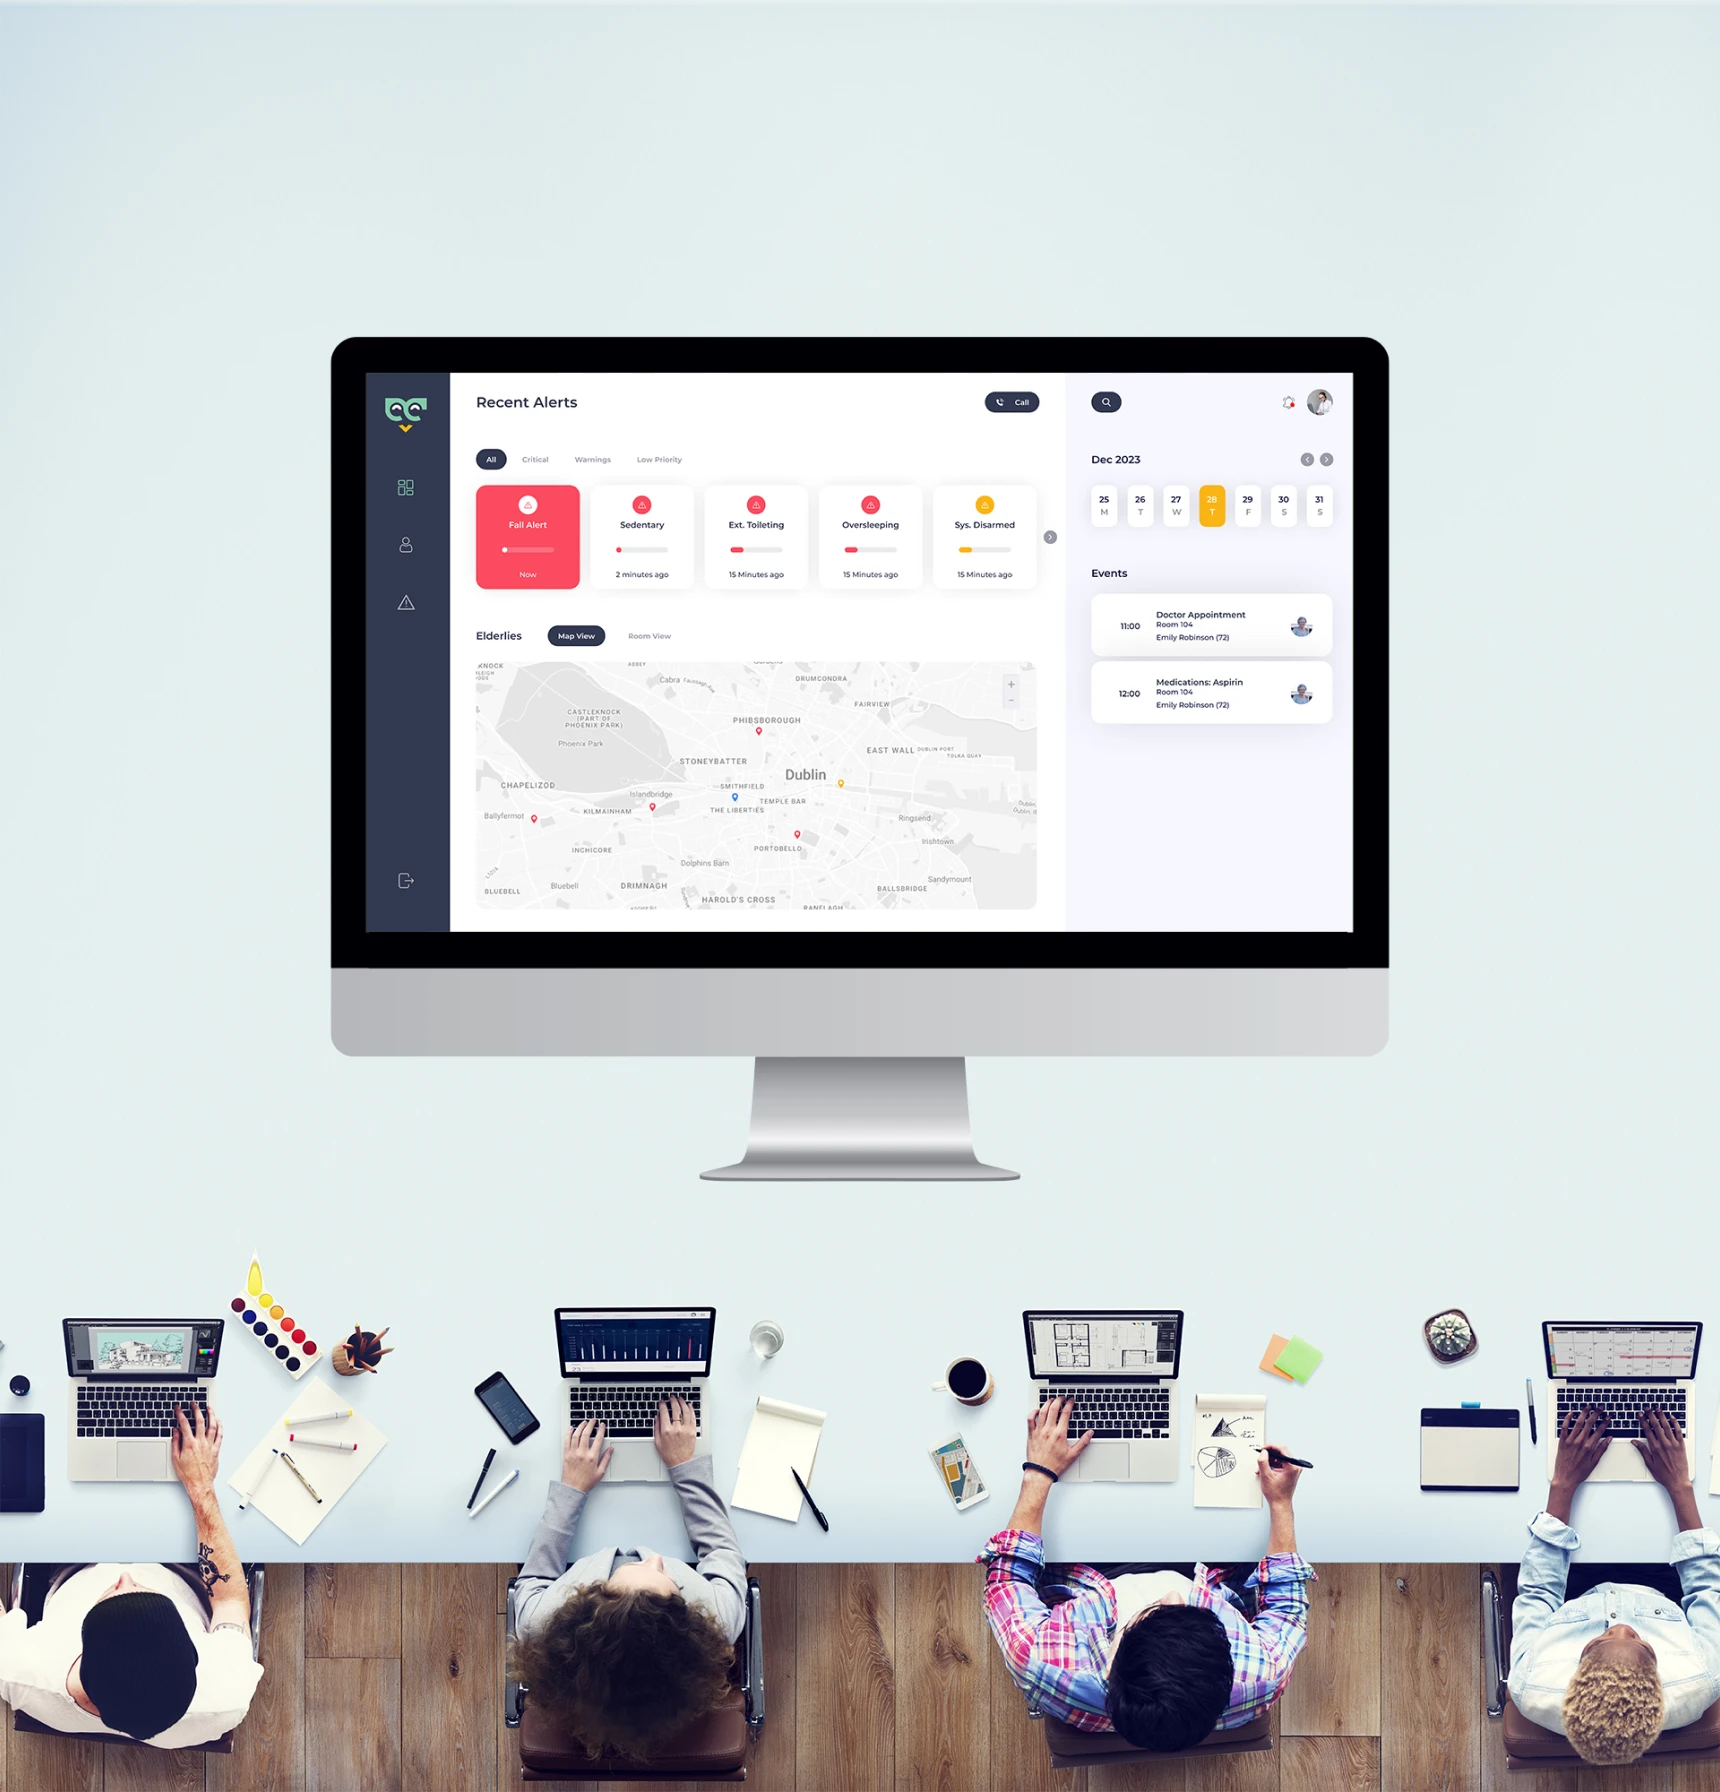 Recent Alerts
Call
All
Critical
Warnings
Low Priority
Fall Alert
Now
Sedentary
2 minutes ago
Ext. Toileting
15 Minutes ago
Oversleeping
15 Minutes ago
Sys. Disarmed
15 Minutes ago
Elderlies
Map View
Room View
Cabra
DRUMCONDRA
CASTLEKNOCK
(PART OF
PHOENIX PARK)
Phoenix Park
FAIRVIEW
PHIBSBOROUGH
EAST WALL
DUBLIN PORT
TOLKA QUAY
STONEYBATTER
Dublin
CHAPELIZOD
SMITHFIELD
Islandbridge
TEMPLE BAR
KILMAINHAM
THE LIBERTIES
Ballyfermot
Ringsend
Irishtown
INCHICORE
PORTOBELLO
Dolphins Barn
Sandymount
BLUEBELL
Bluebell
DRIMNAGH
BALLSBRIDGE
HAROLD'S CROSS
RANELAGH
Dec 2023
25
M
26
T
27
W
28
T
29
F
30
S
31
S
Events
11:00
Doctor Appointment
Room 104
Emily Robinson (72)
12:00
Medications: Aspirin
Room 104
Emily Robinson (72)